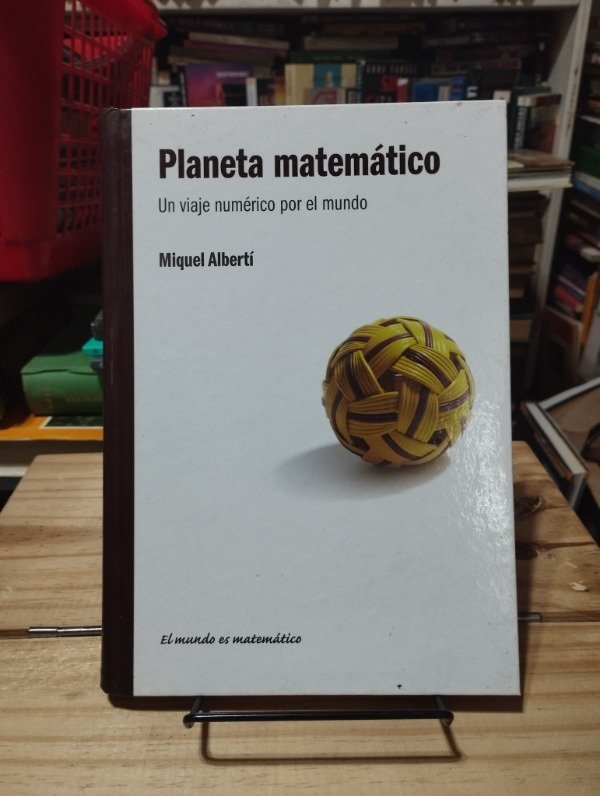 Planeta matemático
Un viaje numérico por el mundo
Miquel Albertí
El mundo es matemático